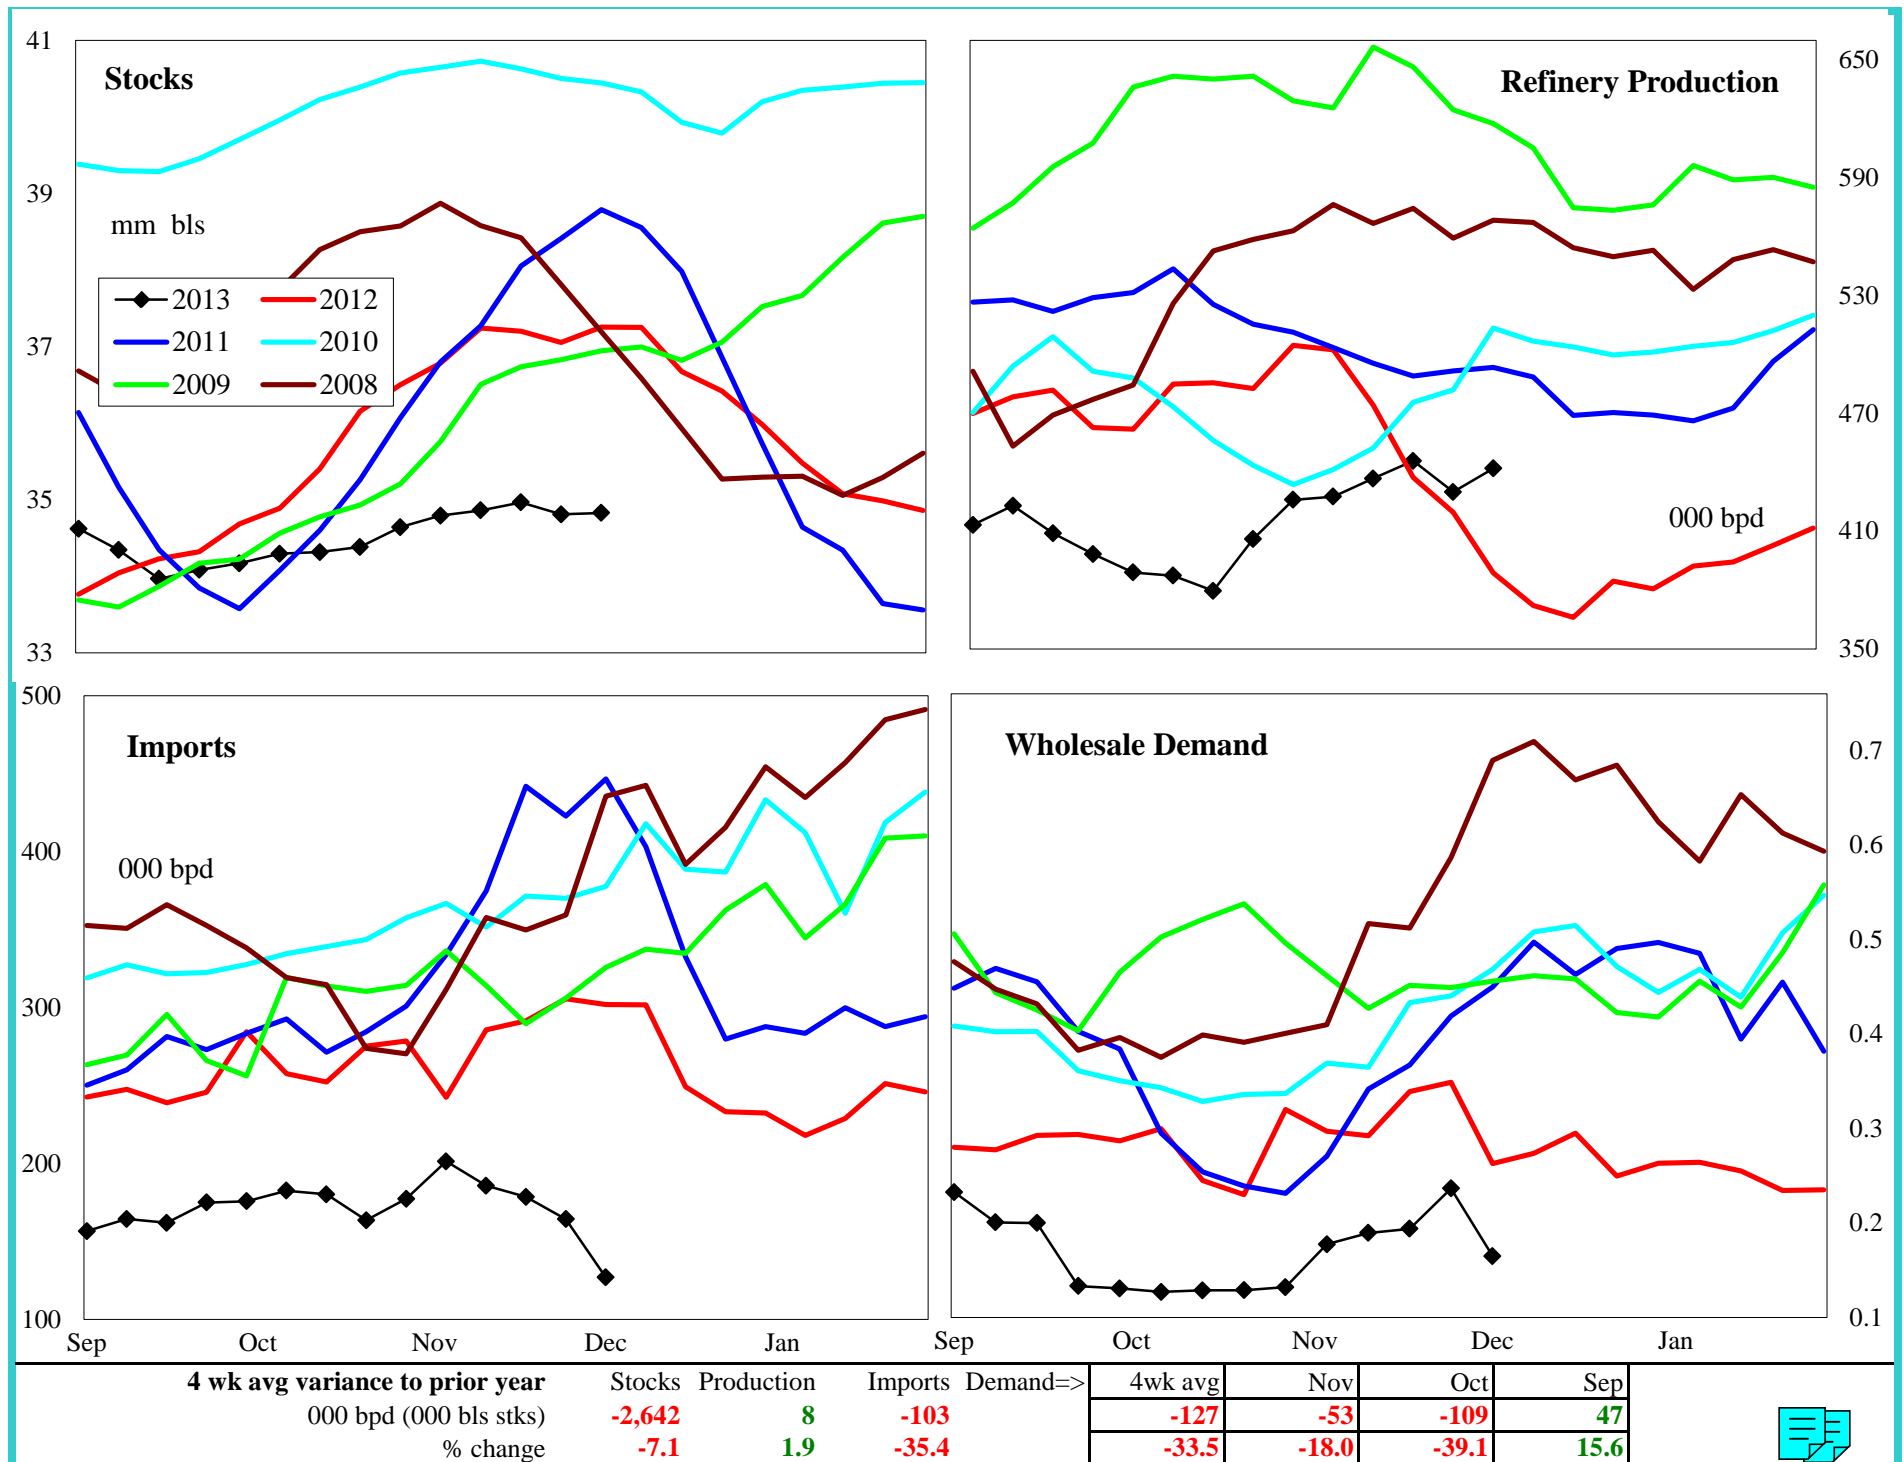 Stocks
mm bls
2013 2012
2011 2010
2009 2008
41
39
37
35
33
Refinery Production
000 bpd
650
590
530
470
410
350
Imports
000 bpd
500
400
300
200
100
Sep Oct Nov Dec Jan
Wholesale Demand
0.7
0.6
0.5
0.4
0.3
0.2
0.1
Sep Oct Nov Dec Jan
4 wk avg variance to prior year Stocks Production Imports Demand=> 4wk avg Nov Oct Sep
000 bpd (000 bls stks) -2,642 8 -103 -127 -53 -109 47
% change -7.1 1.9 -35.4 -33.5 -18.0 -39.1 15.6